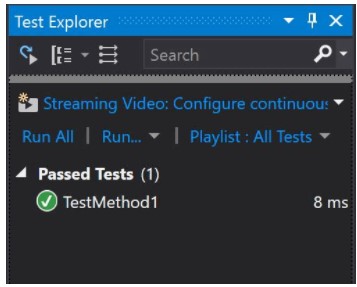 Test Explorer
Search
Streaming Video: Configure continuous
Run All | Run... | Playlist : All Tests
Passed Tests (1)
TestMethod1 8 ms